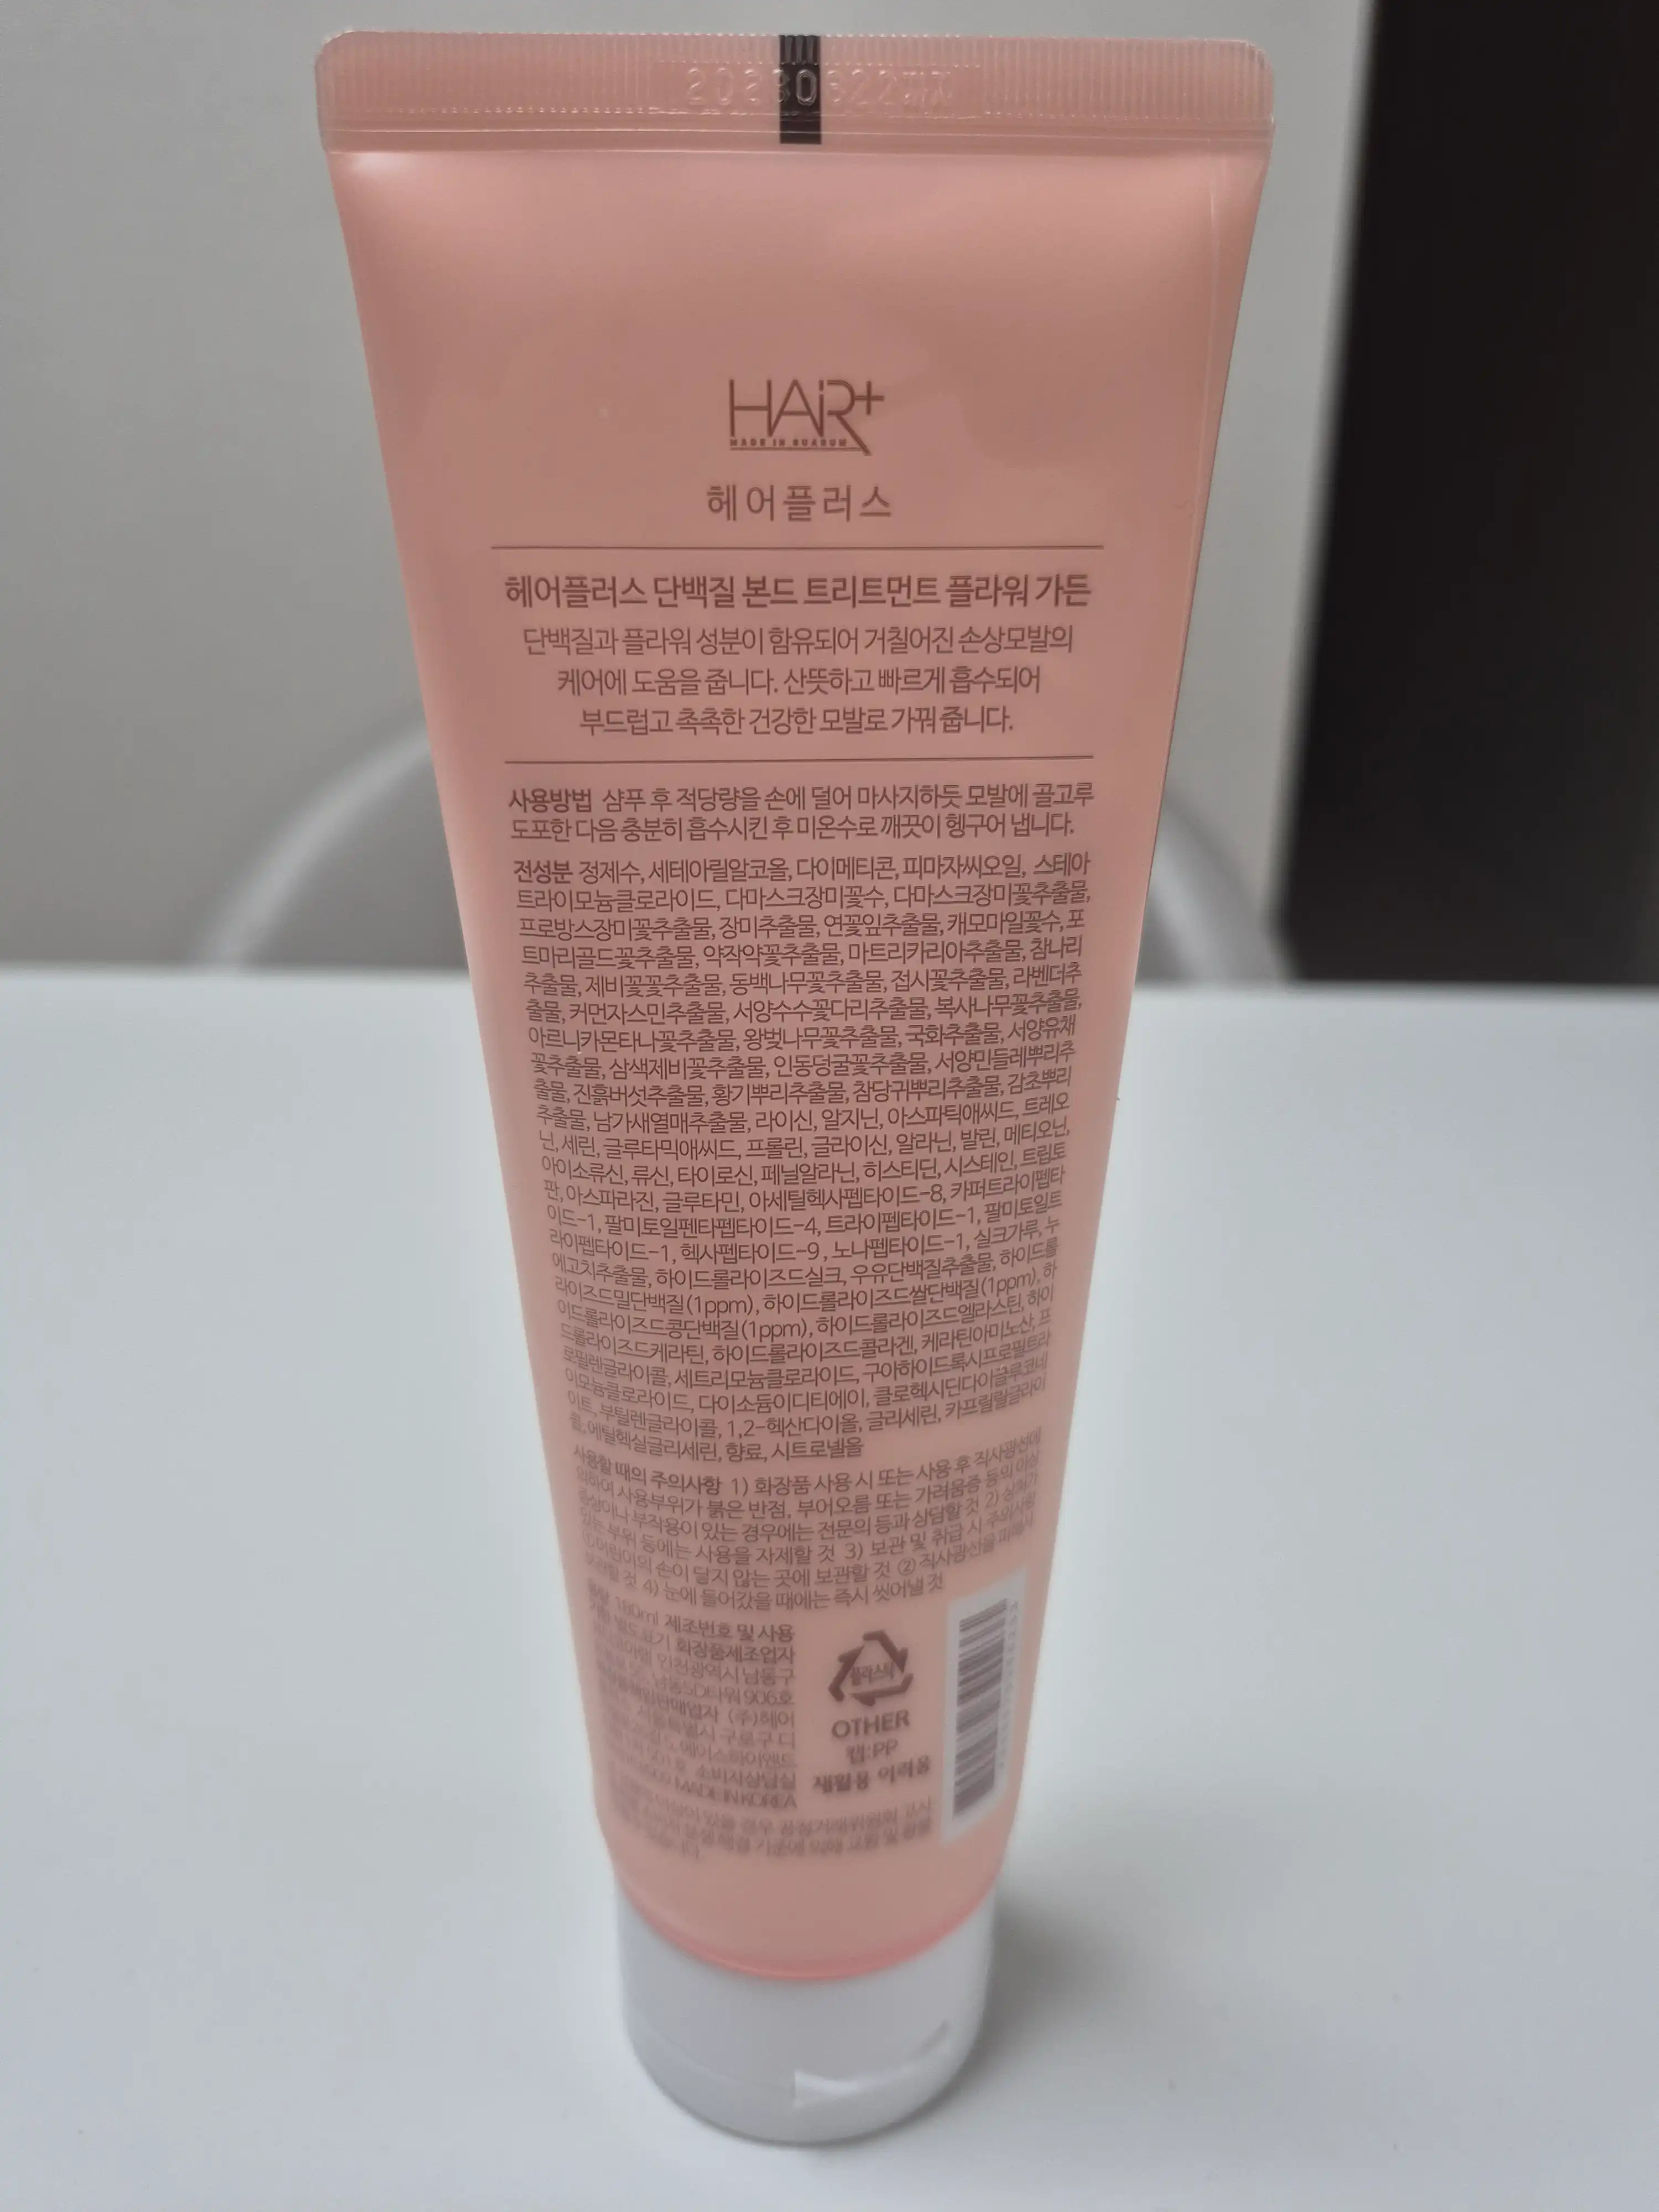 HAiR+
헤어플러스
헤어플러스 단백질 본드 트리트먼트 플라워 가든
단백질과 플라워 성분이 함유되어 거칠어진 손상모발의
케어에 도움을 줍니다. 산뜻하고 빠르게 흡수되어
부드럽고 촉촉한 건강한 모발로 가꿔 줍니다.
사용방법 샴푸 후 적당량을 손에 덜어 마사지하듯 모발에 골고루
도포한 다음 충분히 흡수시킨 후 미온수로 깨끗이 헹구어 냅니다.
전성분 정제수, 세테아릴알코올, 다이메티콘, 피마자씨오일, 스테아
트라이모늄클로라이드, 다마스크장미꽃수, 다마스크장미꽃추출물,
프로방스장미꽃추출물, 장미추출물, 연꽃잎추출물, 캐모마일꽃수, 포
트마리골드꽃추출물, 약작약꽃추출물, 마트리카리아추출물, 참나리
추출물, 제비꽃꽃추출물, 동백나무꽃추출물, 접시꽃추출물, 라벤더추
출물, 커먼자스민추출물, 서양수수꽃다리추출물, 복사나무꽃추출물,
아르니카몬타나꽃추출물, 왕벚나무꽃추출물, 국화추출물, 서양유채
꽃추출물, 삼색제비꽃추출물, 인동덩굴꽃추출물, 서양민들레뿌리추
출물, 진흙버섯추출물, 황기뿌리추출물, 참당귀뿌리추출물, 감초뿌리
추출물, 남가새열매추출물, 라이신, 알지닌, 아스파틱애씨드, 트레오
닌, 세린, 글루타믹애씨드, 프롤린, 글라이신, 알라닌, 발린, 메티오닌,
아이소류신, 류신, 타이로신, 페닐알라닌, 히스티딘, 시스테인, 트립토
판, 아스파라진, 글루타민, 아세틸헥사펩타이드-8, 카퍼트라이펩타
이드-1, 팔미토일펜타펩타이드-4, 트라이펩타이드-1, 팔미토일트
라이펩타이드-1, 헥사펩타이드-9, 노나펩타이드-1, 실크가루, 누
에고치추출물, 하이드롤라이즈드실크, 우유단백질추출물, 하이드롤
라이즈드밀단백질(1ppm), 하이드롤라이즈드쌀단백질(1ppm), 하
이드롤라이즈드콩단백질(1ppm), 하이드롤라이즈드엘라스틴, 하이
드롤라이즈드케라틴, 하이드롤라이즈드콜라겐, 케라틴아미노산, 프
로필렌글라이콜, 세트리모늄클로라이드, 구아하이드록시프로필트라
이모늄클로라이드, 다이소듐이디티에이, 클로헥시딘다이글루코네
이트, 부틸렌글라이콜, 1,2-헥산다이올, 글리세린, 카프릴릴글라이
콜, 에틸헥실글리세린, 향료, 시트로넬올
사용할 때의 주의사항 1) 화장품 사용 시 또는 사용 후 직사광선에
의하여 사용부위가 붉은 반점, 부어오름 또는 가려움증 등의 이상
증상이나 부작용이 있는 경우에는 전문의 등과 상담할 것 2) 상처가
있는 부위 등에는 사용을 자제할 것 3) 보관 및 취급 시 주의사항
①어린이의 손이 닿지 않는 곳에 보관할 것 ②직사광선을 피해서
보관할 것 4) 눈에 들어갔을 때에는 즉시 씻어낼 것
180ml 제조번호 및 사용
별도표기 화장품제조업자
인천광역시 남동구
906호
(주)헤어
서울특별시 구로구 디
소비자상담실
MADE IN KOREA
플라스틱
OTHER
캡:PP
재활용 어려움